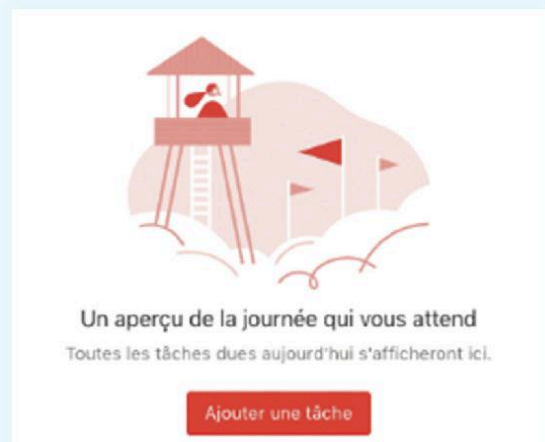 Un aperçu de la journée qui vous attend
Toutes les tâches dues aujourd'hui s'afficheront ici.
Ajouter une tâche